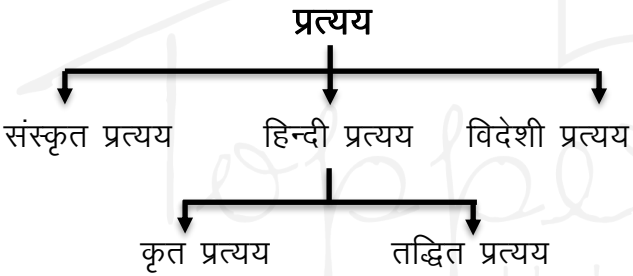 प्रत्यय
संस्कृत प्रत्यय हिन्दी प्रत्यय विदेशी प्रत्यय
कृत प्रत्यय तद्धित प्रत्यय